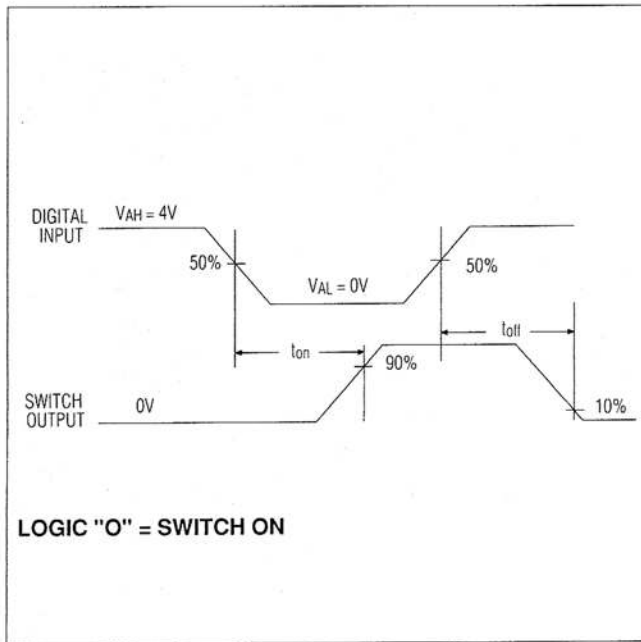 DIGITAL
INPUT
VAH = 4V
50%
VAL = 0V
50%
ton
toff
90%
SWITCH
OUTPUT
0V
10%
LOGIC "O" = SWITCH ON